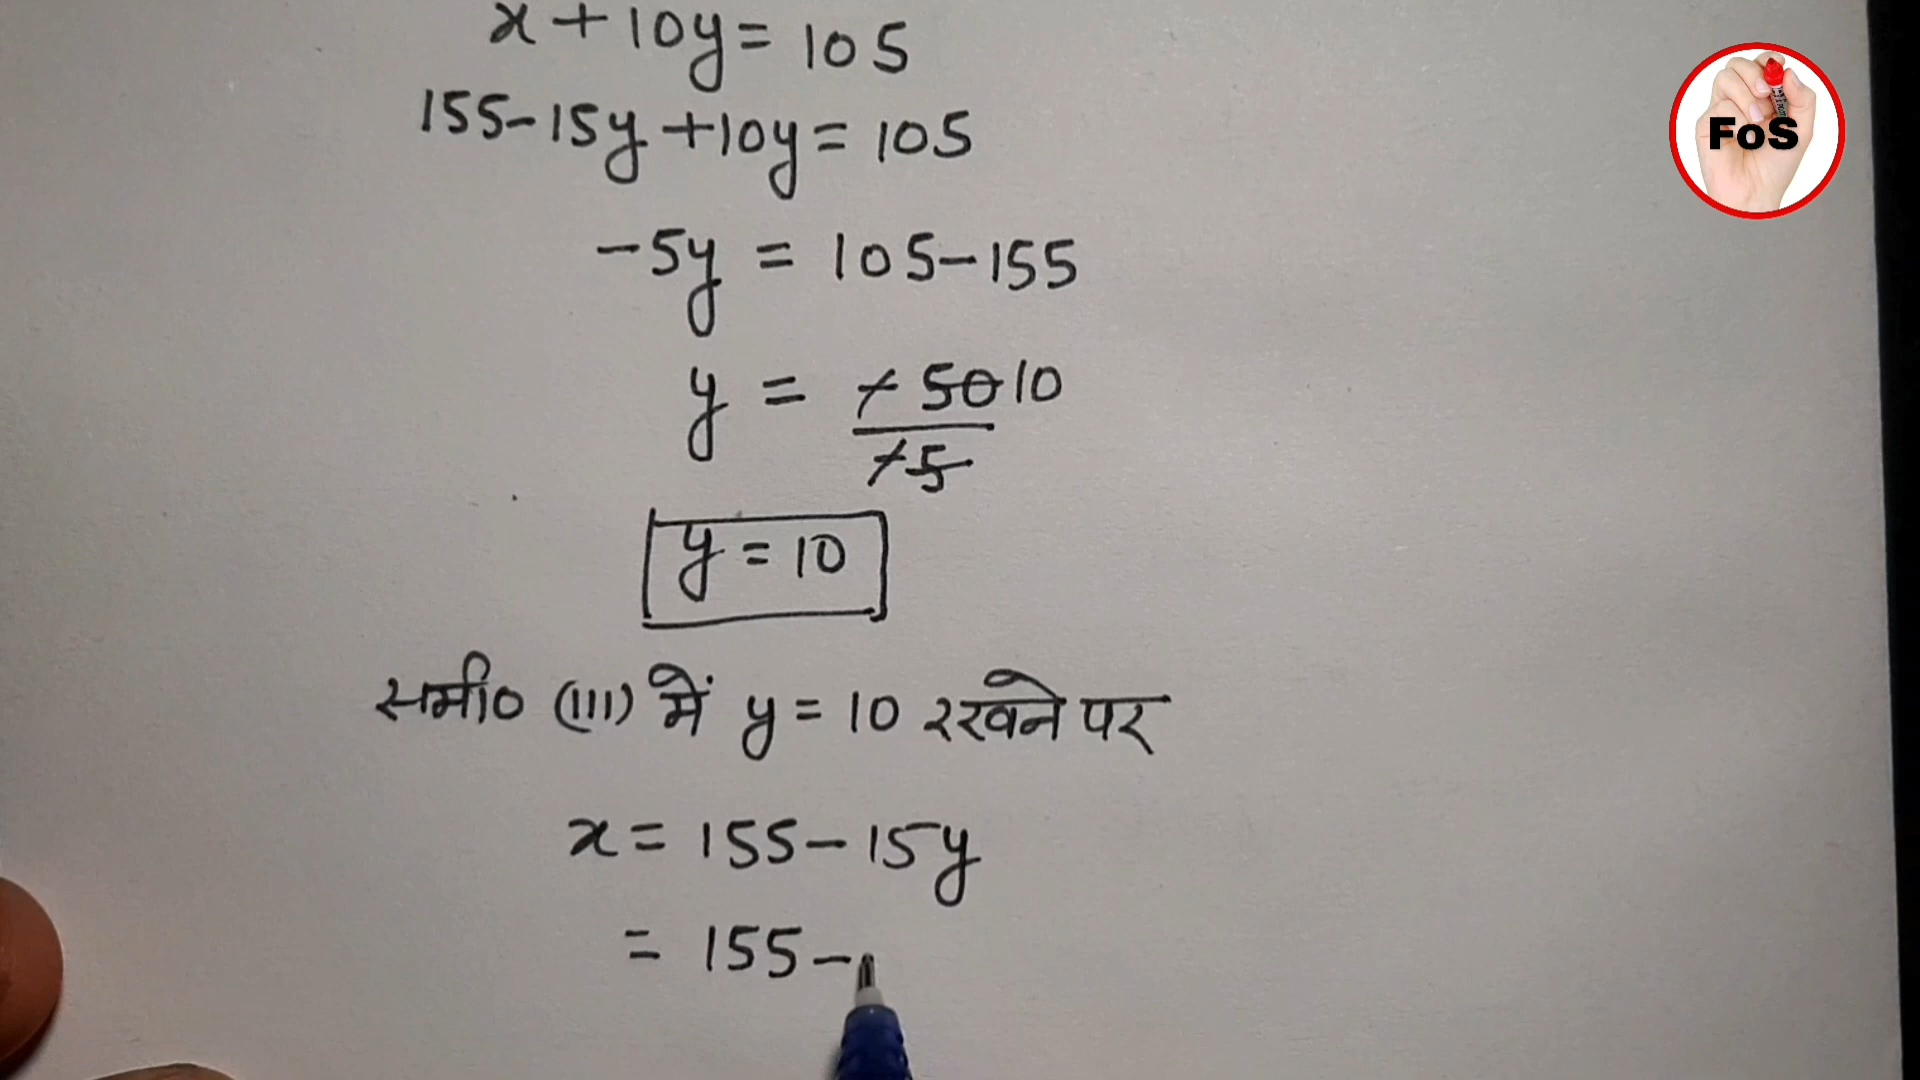 x + 10y = 105
FoS
155 - 15y + 10y = 105
-5y = 105 - 155
y = -50 10
-5
y = 10
समी० (III) में y = 10 रखने पर
x = 155 - 15y
= 155 -